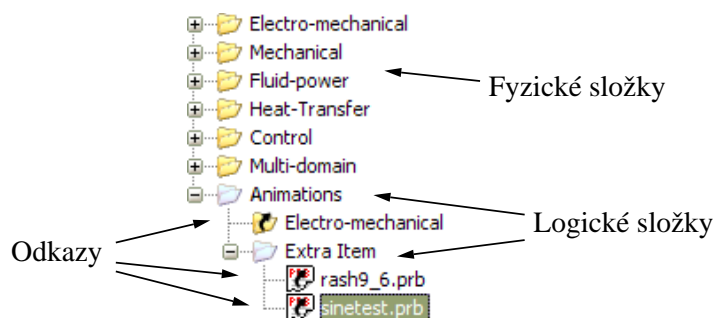 Electro-mechanical
Mechanical
Fluid-power
Fyzické složky
Heat-Transfer
Control
Multi-domain
Animations
Electro-mechanical
Logické složky
Odkazy
Extra Item
rash9_6.prb
sinetest.prb